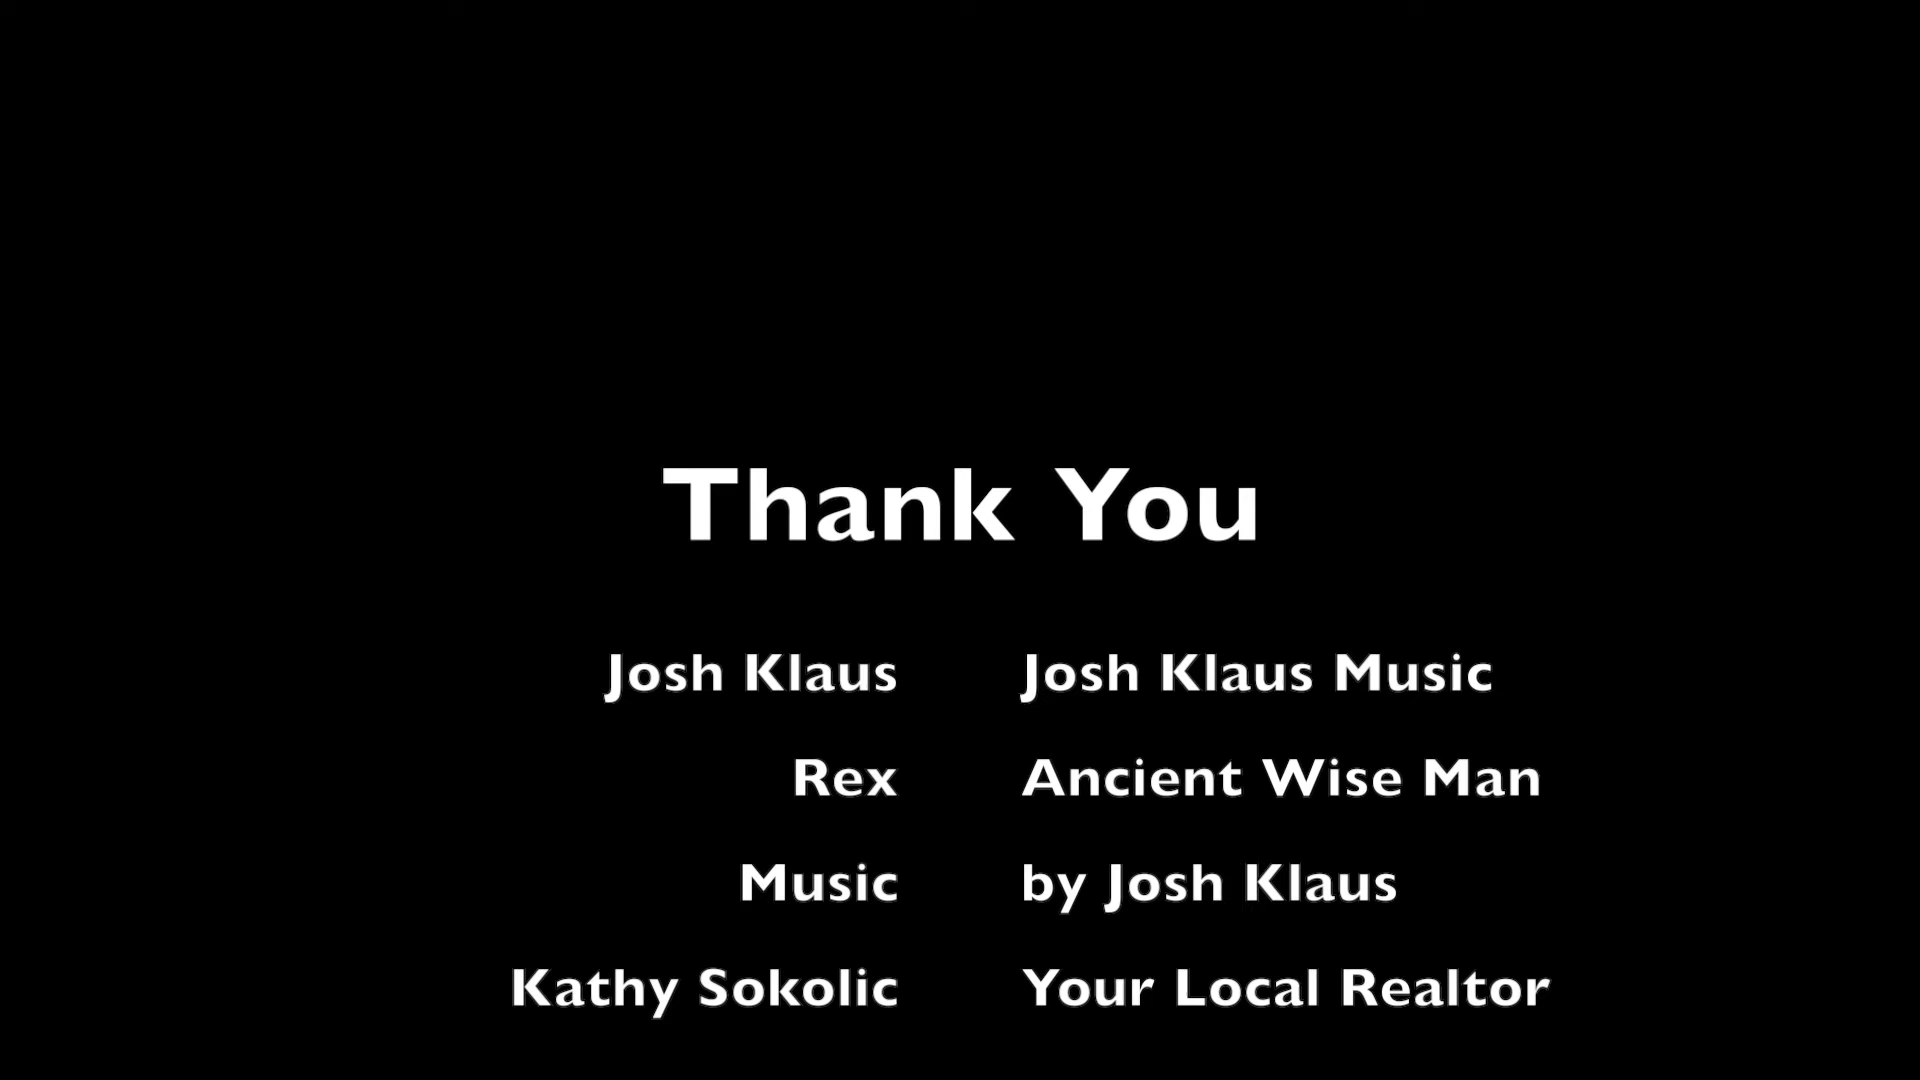 Thank You
Josh Klaus Josh Klaus Music
Rex Ancient Wise Man
Music by Josh Klaus
Kathy Sokolic Your Local Realtor